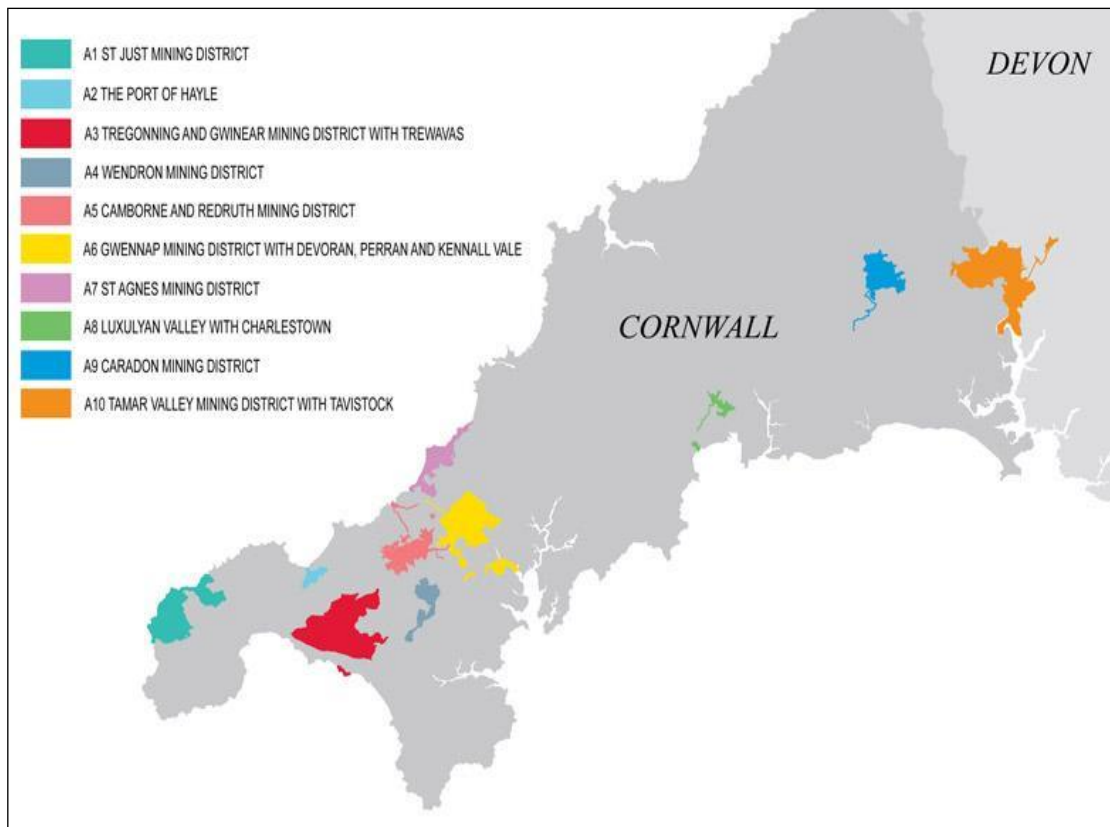 A1 ST JUST MINING DISTRICT
A2 THE PORT OF HAYLE
A3 TREGONNING AND GWINEAR MINING DISTRICT WITH TREWAVAS
A4 WENDRON MINING DISTRICT
A5 CAMBORNE AND REDRUTH MINING DISTRICT
A6 GWENNAP MINING DISTRICT WITH DEVORAN, PERRAN AND KENNALL VALE
A7 ST AGNES MINING DISTRICT
A8 LUXULYAN VALLEY WITH CHARLESTOWN
A9 CARADON MINING DISTRICT
A10 TAMAR VALLEY MINING DISTRICT WITH TAVISTOCK
DEVON
CORNWALL